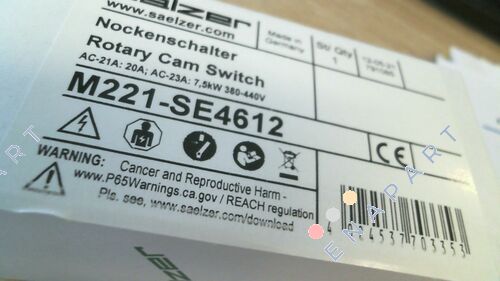 saelzer
www.saelzer.com
Nockenschalter
Rotary Cam Switch
AC-21A: 20A; AC-23A: 7,5kW 380-440V
M221-SE4612
Made in
Germany
St/ Qty
1
CE
WARNING: Cancer and Reproductive Harm -
www.P65Warnings.ca.gov / REACH regulation
Pls. see, www.saelzer.com/download
ENAPART